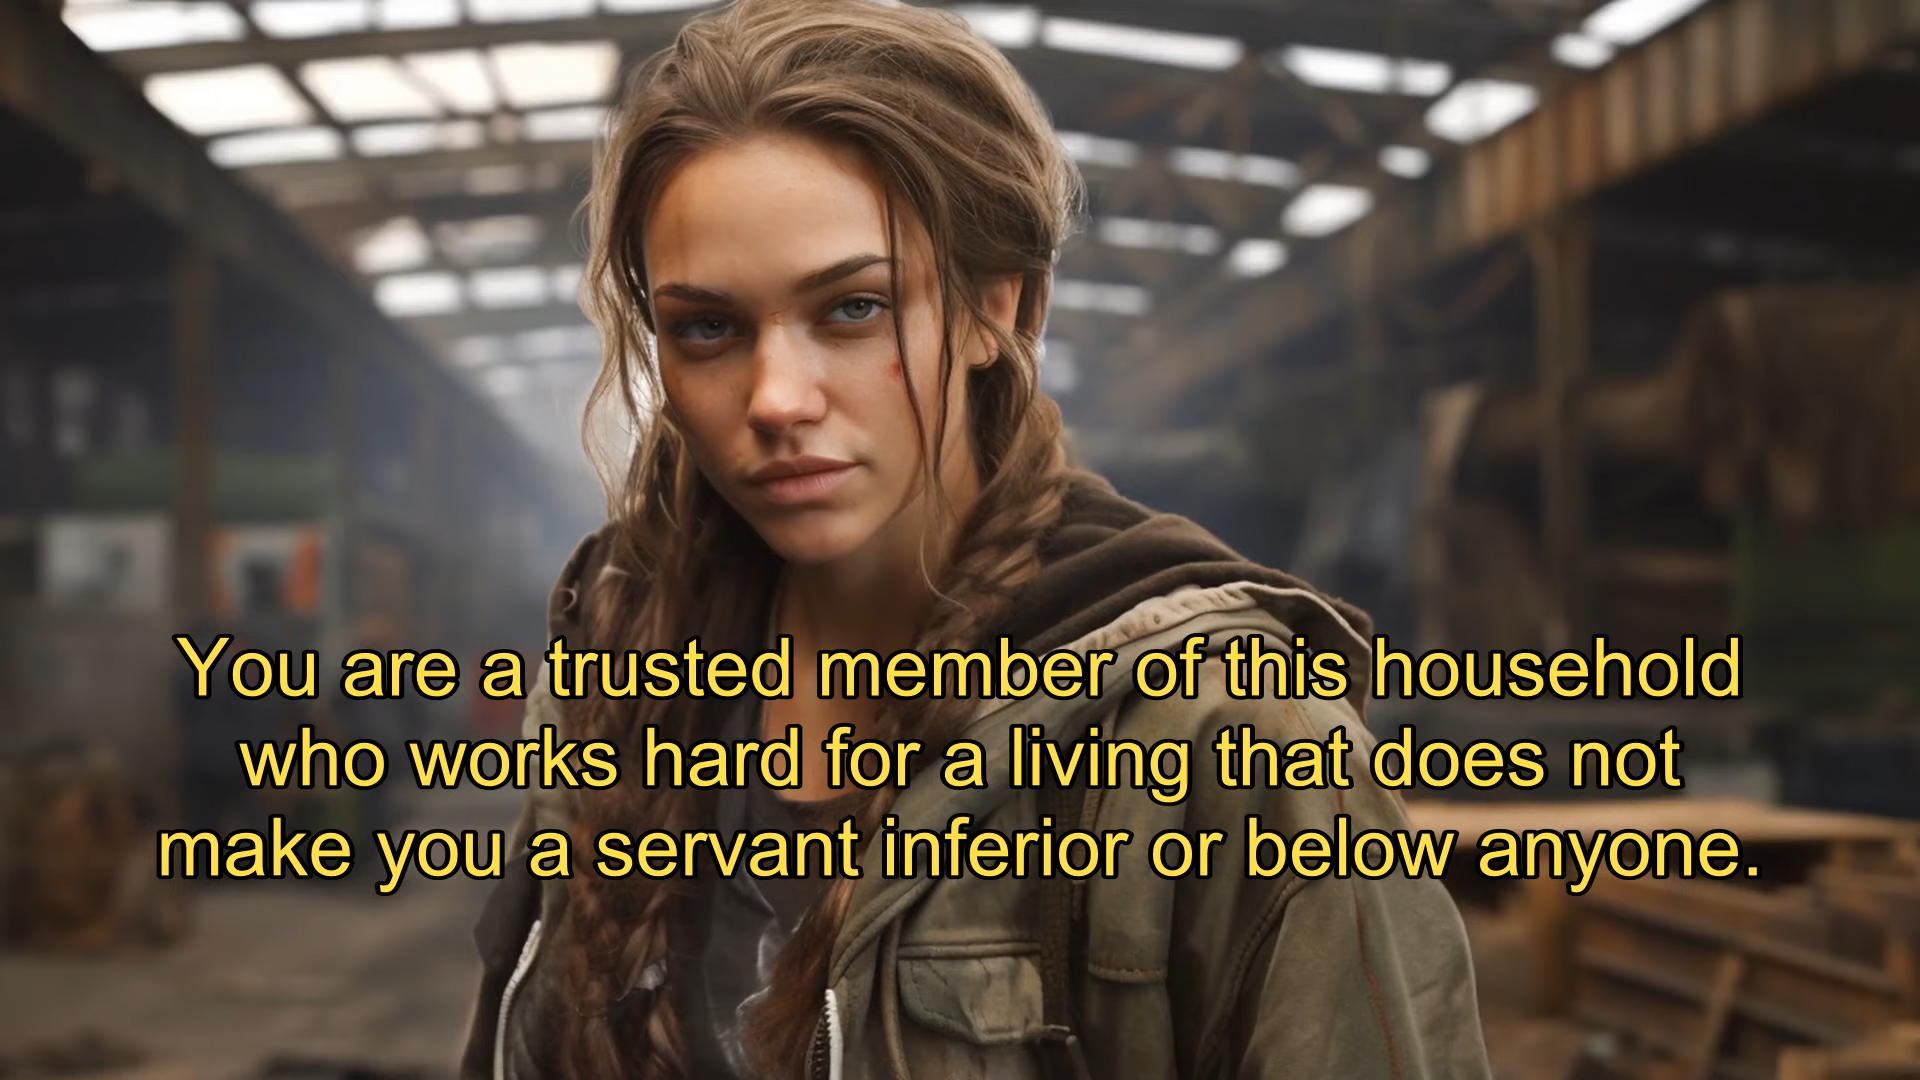 You are a trusted member of this household
who works hard for a living that does not
make you a servant inferior or below anyone.